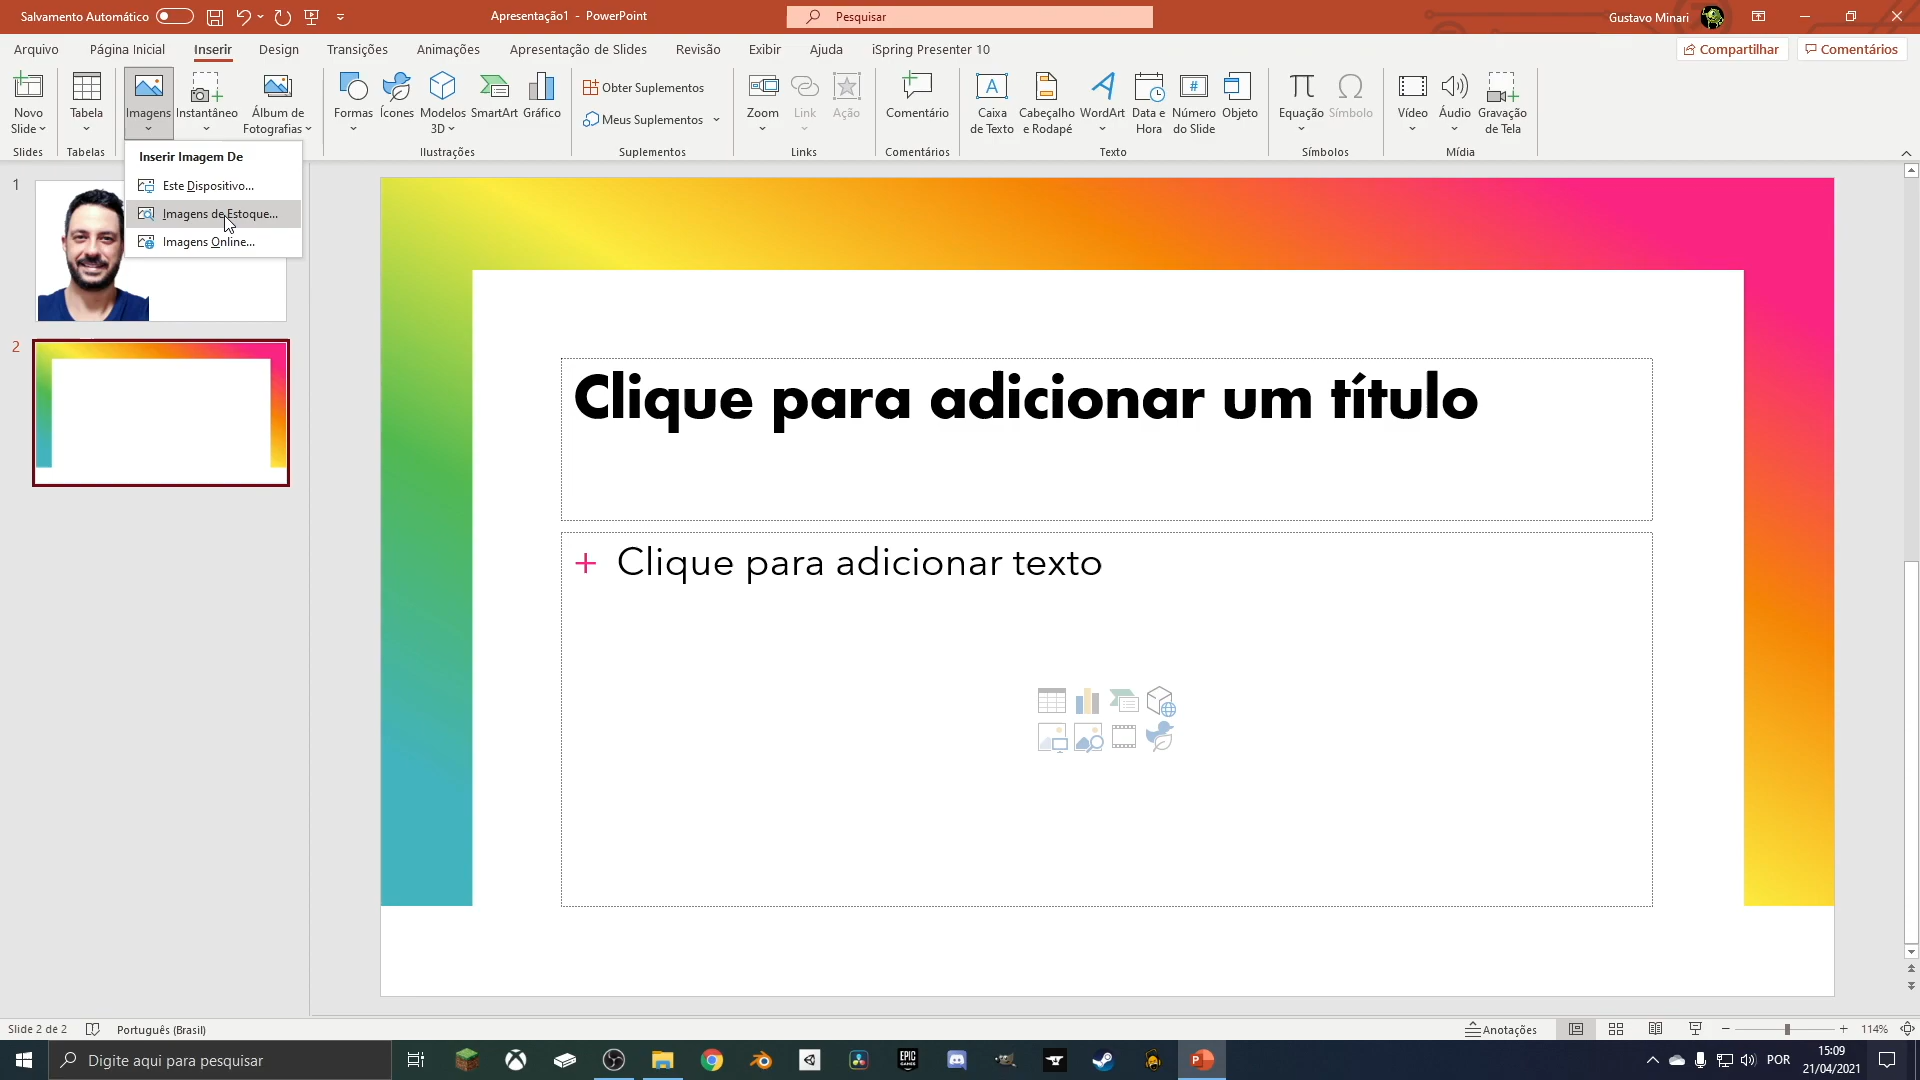 Salvamento Automático
Apresentação1 - PowerPoint
Pesquisar
Gustavo Minari
Arquivo
Página Inicial
Inserir
Design
Transições
Animações
Apresentação de Slides
Revisão
Exibir
Ajuda
iSpring Presenter 10
Compartilhar
Comentários
Novo
Slide
Tabela
Imagens
Instantâneo
Álbum de
Fotografias
Formas
Ícones
Modelos
3D
SmartArt
Gráfico
Obter Suplementos
Meus Suplementos
Zoom
Link
Ação
Comentário
Caixa
de Texto
Cabeçalho
e Rodapé
WordArt
Data e
Hora
Número
do Slide
Objeto
Equação
Símbolo
Vídeo
Áudio
Gravação
de Tela
Slides
Tabelas
Ilustrações
Suplementos
Links
Comentários
Texto
Símbolos
Mídia
Inserir Imagem De
Este Dispositivo...
Imagens de Estoque...
Imagens Online...
1
2
Clique para adicionar um título
+ Clique para adicionar texto
Slide 2 de 2
Português (Brasil)
Anotações
114%
Digite aqui para pesquisar
EPIC
GAMES
POR
15:09
21/04/2021